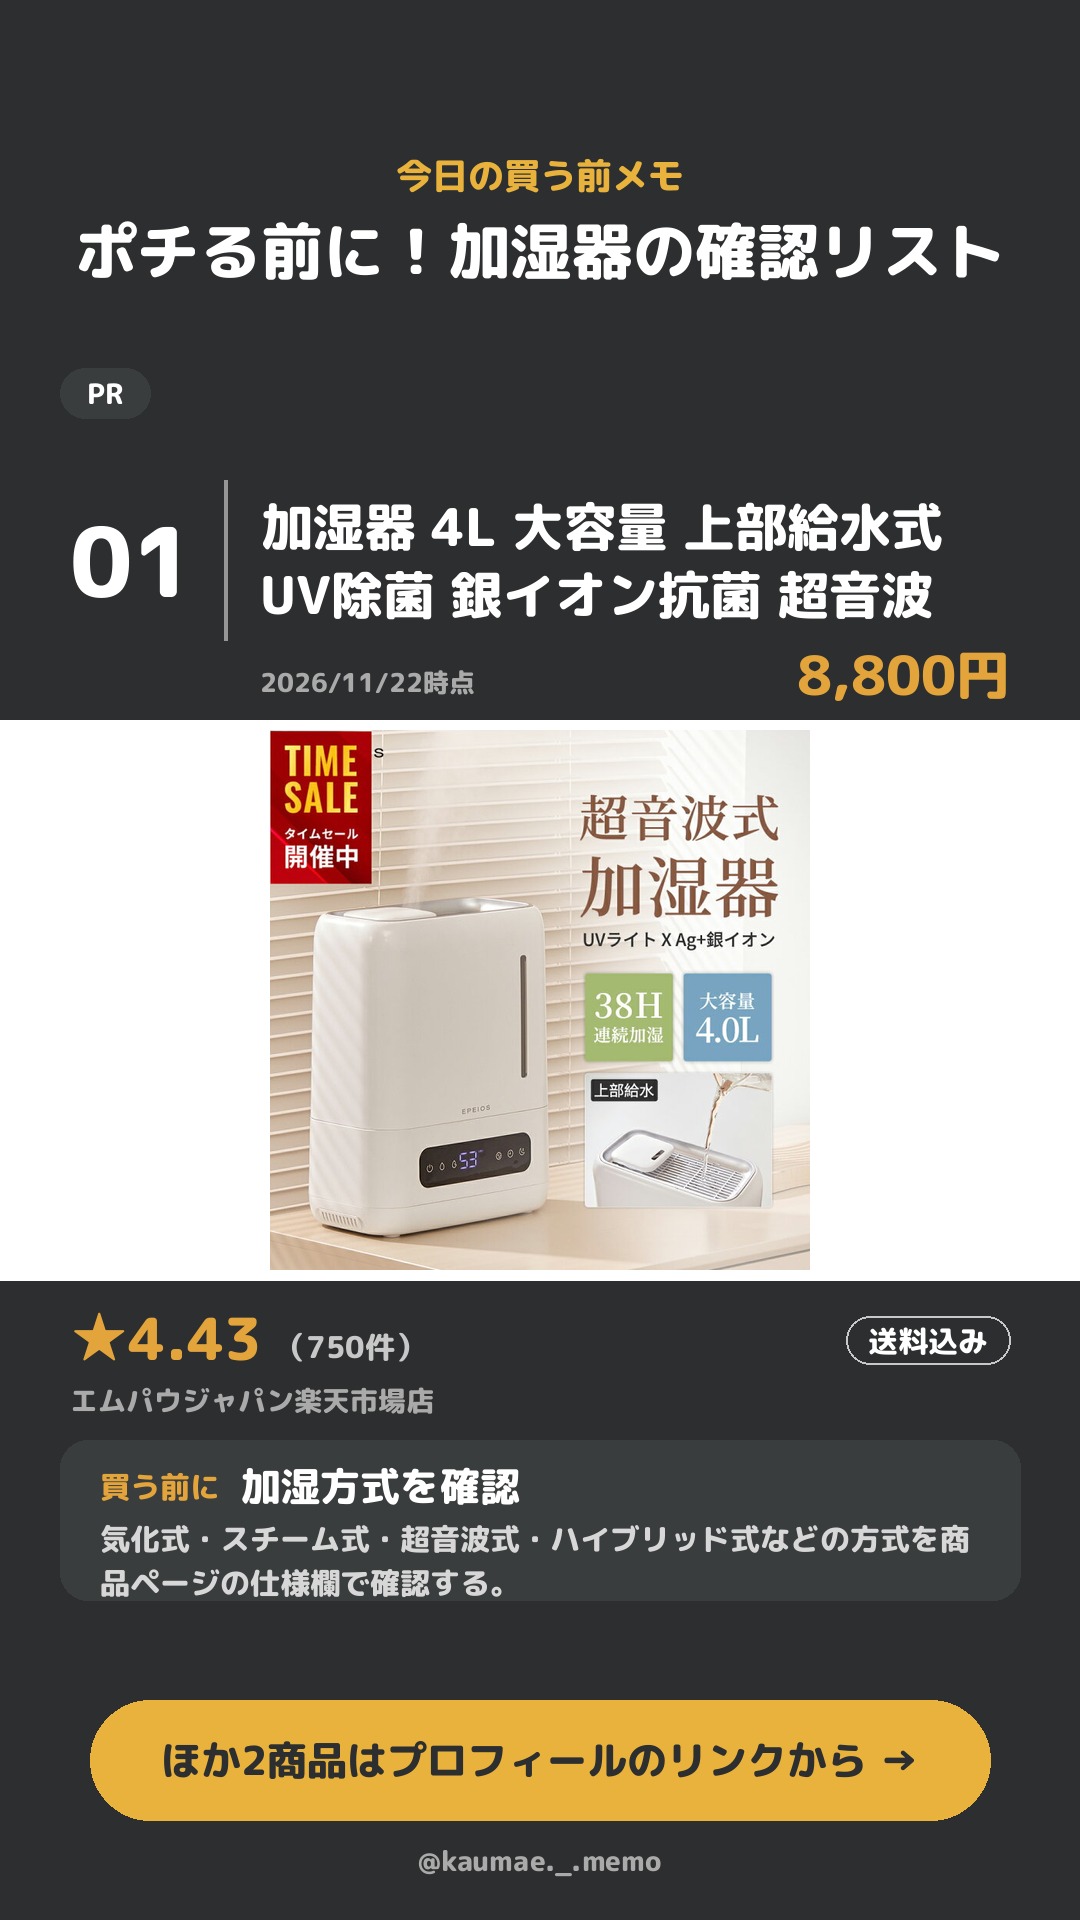 今日の買う前メモ
ポチる前に！加湿器の確認リスト
PR
01
加湿器 4L 大容量 上部給水式
UV除菌 銀イオン抗菌 超音波
2026/11/22時点
8,800円
TIME
SALE
タイムセール
開催中
S
超音波式
加湿器
UVライト X Ag+銀イオン
38H
連続加湿
大容量
4.0L
上部給水
EPEIOS
53
★4.43 （750件）
送料込み
エムパウジャパン楽天市場店
買う前に 加湿方式を確認
気化式・スチーム式・超音波式・ハイブリッド式などの方式を商
品ページの仕様欄で確認する。
ほか2商品はプロフィールのリンクから →
@kaumae._.memo